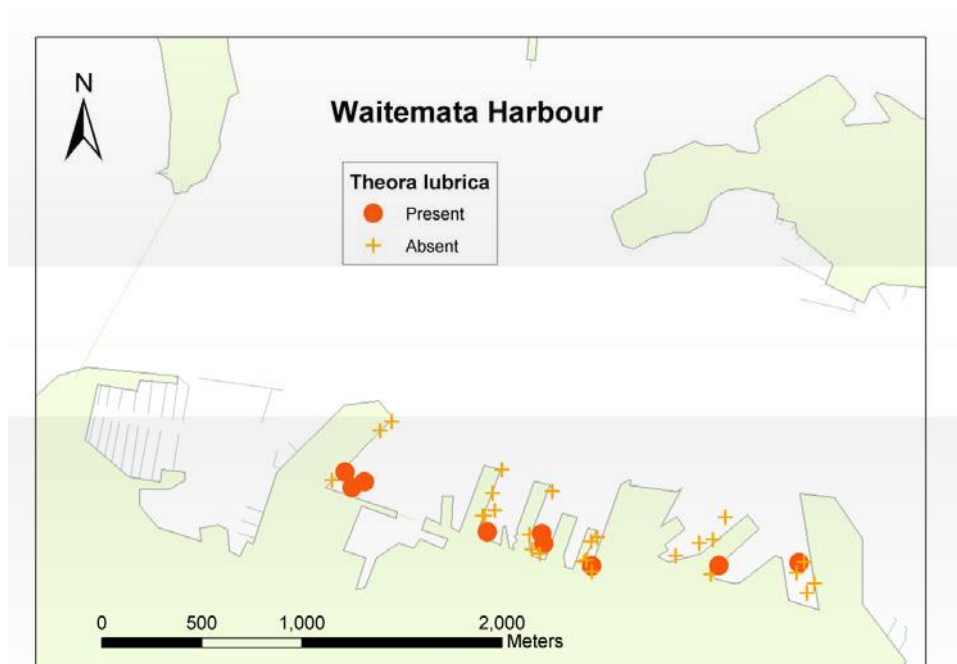 N
Waitemata Harbour
Theora lubrica
Present
Absent
0 500 1,000 2,000
Meters